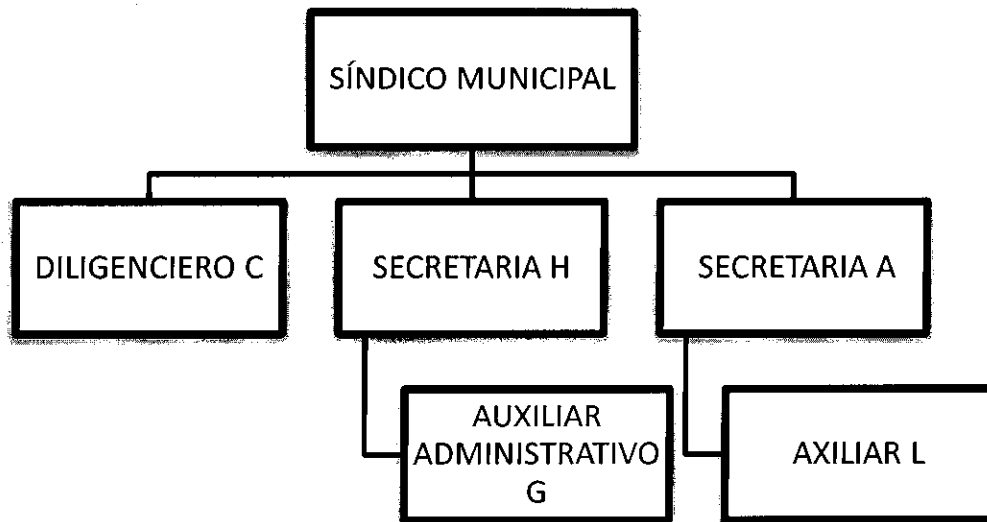 SÍNDICO MUNICIPAL
DILIGENCIERO C
SECRETARIA H
SECRETARIA A
AUXILIAR
ADMINISTRATIVO
G
AXILIAR L